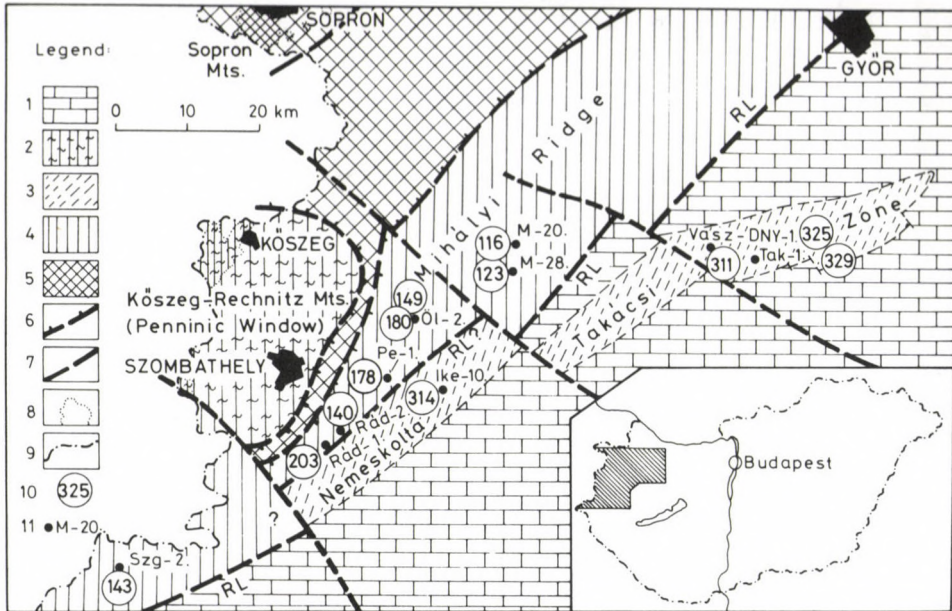 Legend:
1
2
3
4
5
6
7
8
9
10 325
11 M-20.
0 10 20 km
SOPRON
Sopron
Mts.
GYŐR
RL
Mihályi Ridge
KŐSZEG
Kőszeg-Rechnitz Mts.
(Penninic Window)
SZOMBATHELY
116
M-20.
123
M-28.
149
180
Öl-2.
Pe-1.
178
RL
RL
Ike-10
314
140
Rád-2.
203
Rád-1.
Nemeskolta
Takácsi Zóne
Vasz.
DNY-1.
325
311
Tak-1.
329
?
Szg-2.
143
RL
Budapest